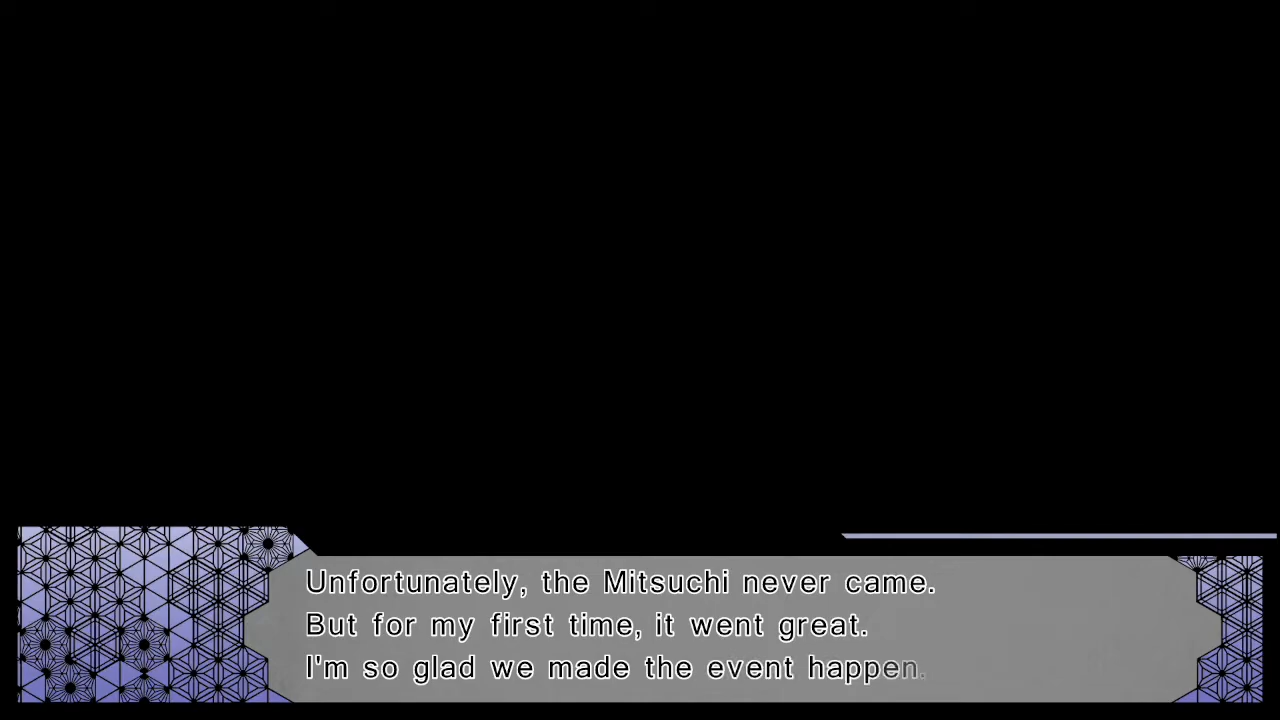 Unfortunately, the Mitsuchi never came.
But for my first time, it went great.
I'm so glad we made the event happen.